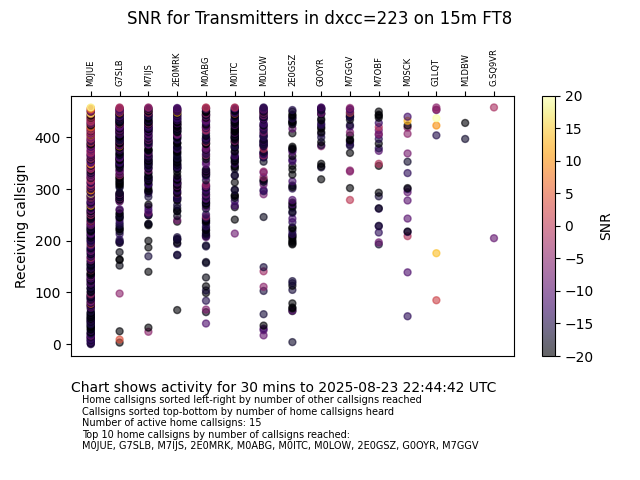 SNR for Transmitters in dxcc=223 on 15m FT8
M0JUE G7SLB M7IJS 2E0MRK M0ABG M0ITC M0LOW 2E0GSZ G0OYR M7GGV M7OBF M0SCK G1LQT M1DBW G.SQ9VR
Receiving callsign
400
300
200
100
0
20
15
10
5
0
−5
−10
−15
−20
SNR
Chart shows activity for 30 mins to 2025-08-23 22:44:42 UTC
Home callsigns sorted left-right by number of other callsigns reached
Callsigns sorted top-bottom by number of home callsigns heard
Number of active home callsigns: 15
Top 10 home callsigns by number of callsigns reached:
M0JUE, G7SLB, M7IJS, 2E0MRK, M0ABG, M0ITC, M0LOW, 2E0GSZ, G0OYR, M7GGV